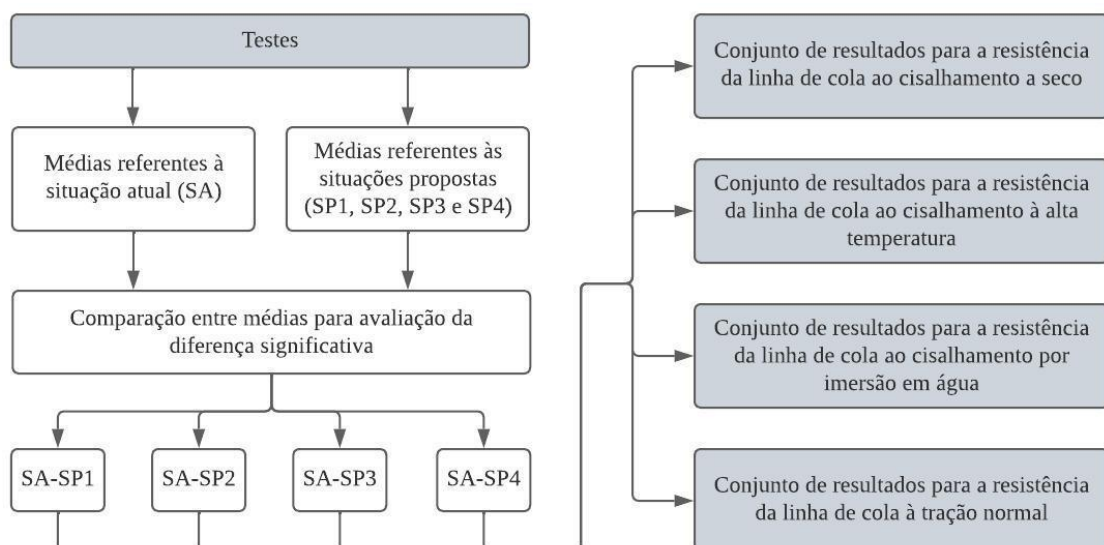 Testes
Médias referentes à
situação atual (SA)
Médias referentes às
situações propostas
(SP1, SP2, SP3 e SP4)
Comparação entre médias para avaliação da
diferença significativa
SA-SP1
SA-SP2
SA-SP3
SA-SP4
Conjunto de resultados para a resistência
da linha de cola ao cisalhamento a seco
Conjunto de resultados para a resistência
da linha de cola ao cisalhamento à alta
temperatura
Conjunto de resultados para a resistência
da linha de cola ao cisalhamento por
imersão em água
Conjunto de resultados para a resistência
da linha de cola à tração normal